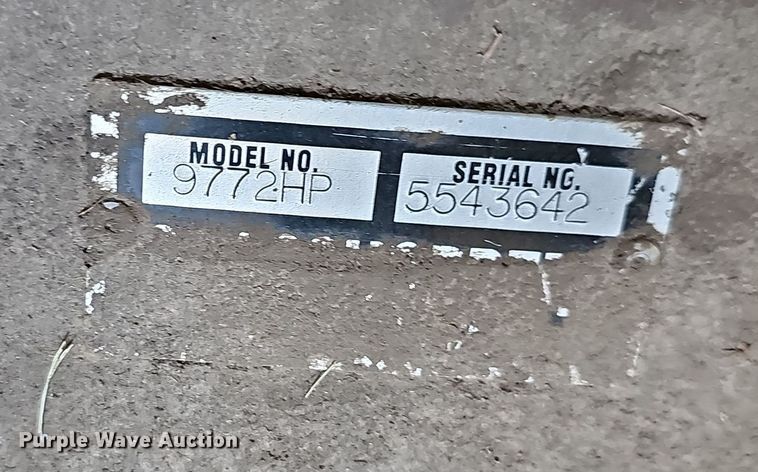 MODEL NO.
9772HP
SERIAL NO.
5543642
Purple Wave Auction